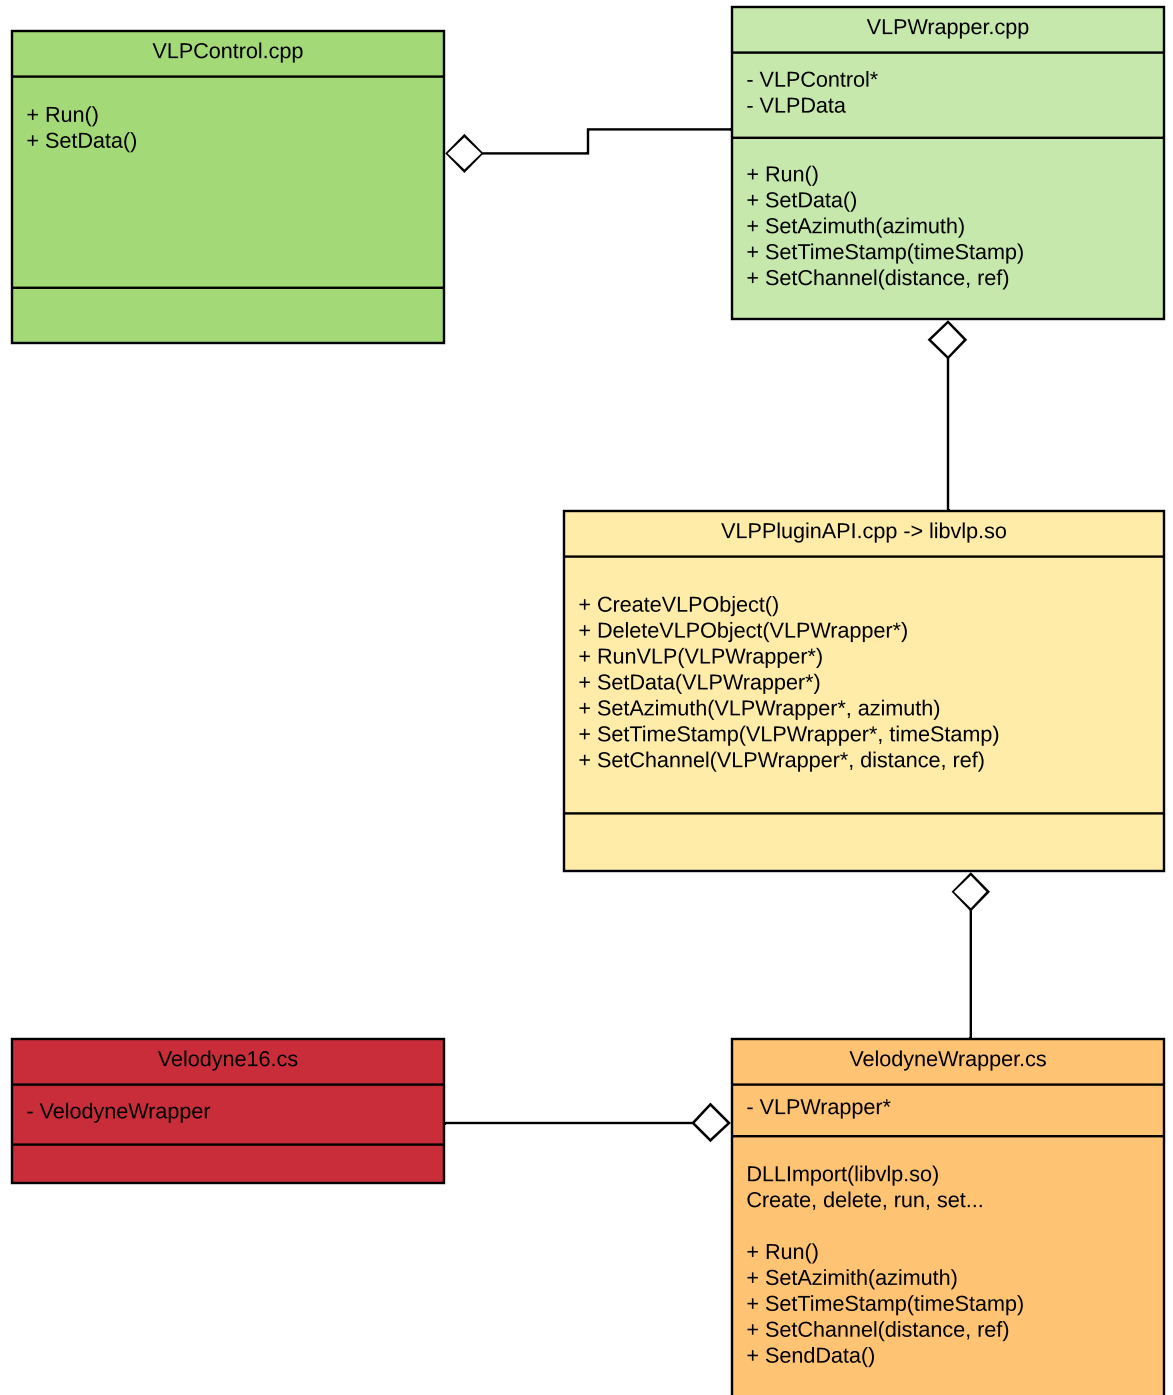 VLPControl.cpp
+ Run()
+ SetData()
VLPWrapper.cpp
- VLPControl*
- VLPData
+ Run()
+ SetData()
+ SetAzimuth(azimuth)
+ SetTimeStamp(timeStamp)
+ SetChannel(distance, ref)
VLPPluginAPI.cpp -> libvlp.so
+ CreateVLPObject()
+ DeleteVLPObject(VLPWrapper*)
+ RunVLP(VLPWrapper*)
+ SetData(VLPWrapper*)
+ SetAzimuth(VLPWrapper*, azimuth)
+ SetTimeStamp(VLPWrapper*, timeStamp)
+ SetChannel(VLPWrapper*, distance, ref)
Velodyne16.cs
- VelodyneWrapper
VelodyneWrapper.cs
- VLPWrapper*
DLLImport(libvlp.so)
Create, delete, run, set...
+ Run()
+ SetAzimith(azimuth)
+ SetTimeStamp(timeStamp)
+ SetChannel(distance, ref)
+ SendData()